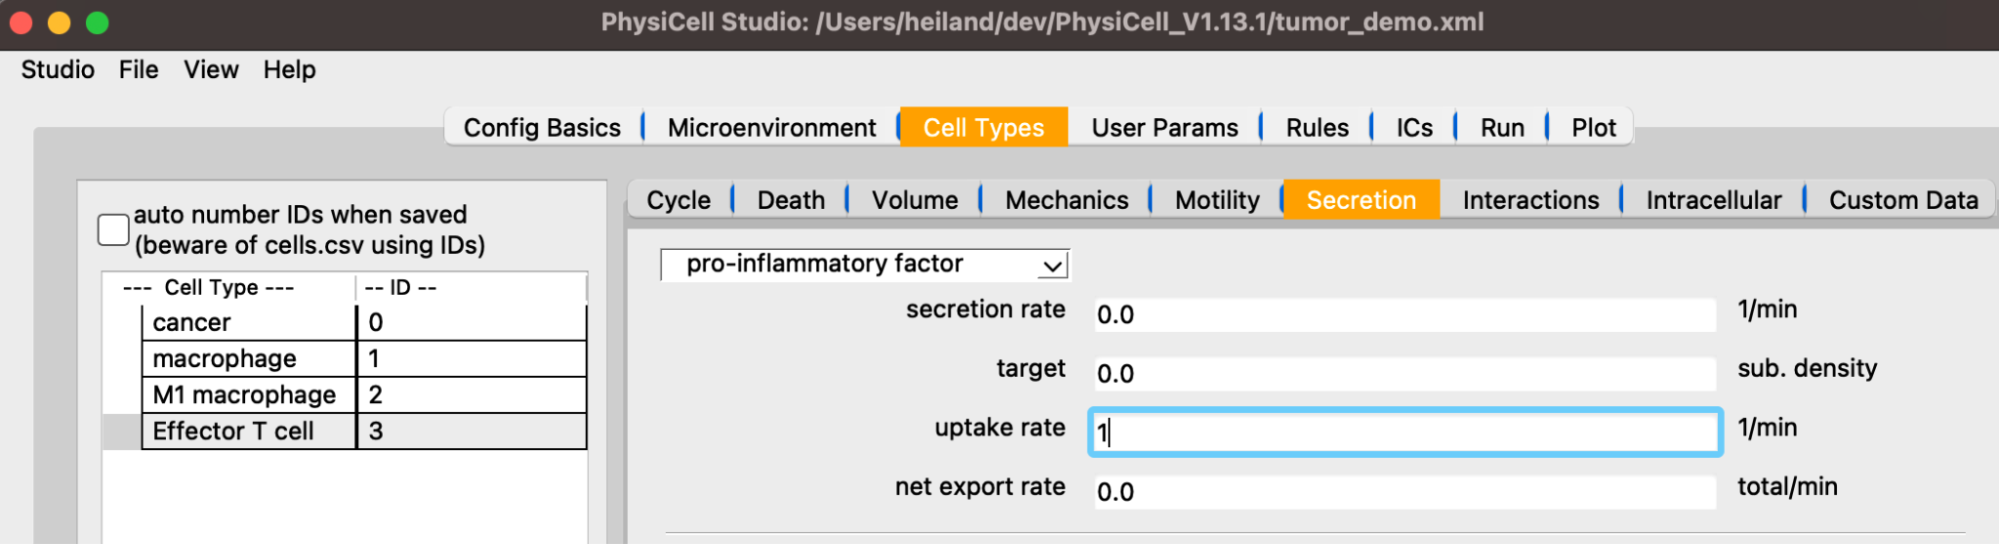 PhysiCell Studio: /Users/heiland/dev/PhysiCell_V1.13.1/tumor_demo.xml
Studio File View Help
Config Basics Microenvironment Cell Types User Params Rules ICs Run Plot
Cycle Death Volume Mechanics Motility Secretion Interactions Intracellular Custom Data
auto number IDs when saved
(beware of cells.csv using IDs)
--- Cell Type --- -- ID --
cancer 0
macrophage 1
M1 macrophage 2
Effector T cell 3
pro-inflammatory factor
secretion rate 0.0 1/min
target 0.0 sub. density
uptake rate 1 1/min
net export rate 0.0 total/min